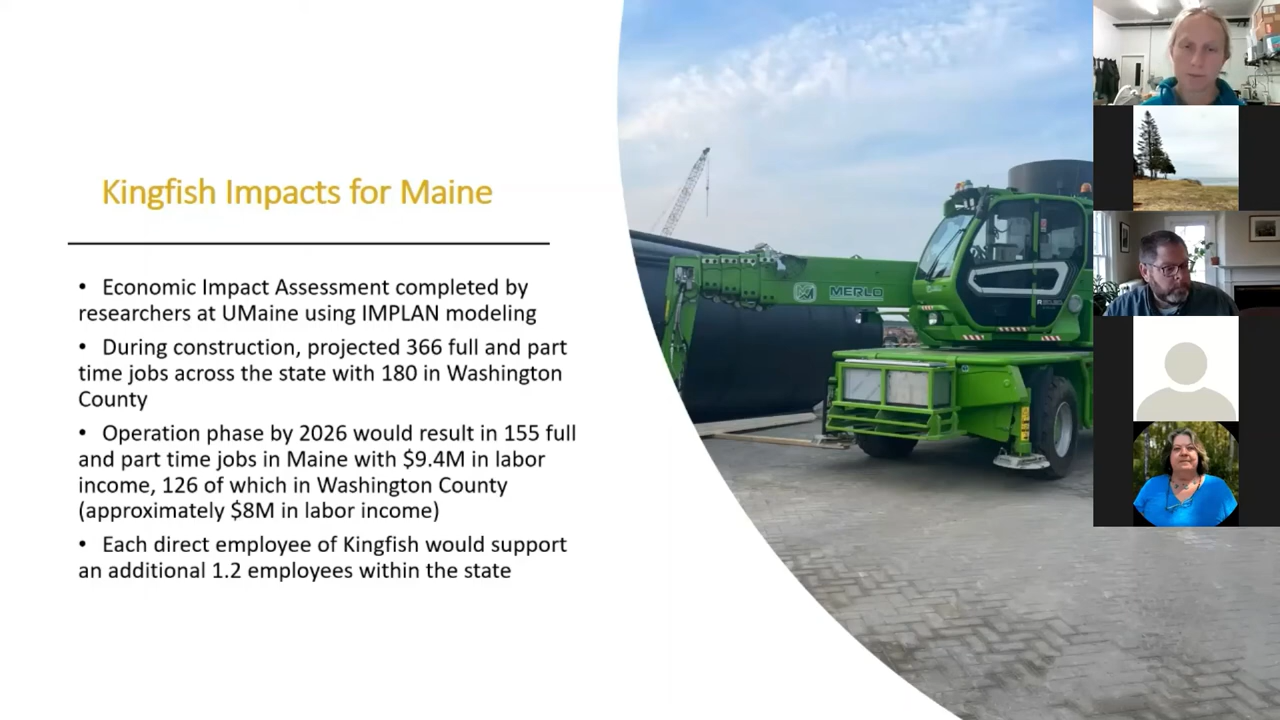 Kingfish Impacts for Maine
• Economic Impact Assessment completed by
researchers at UMaine using IMPLAN modeling
• During construction, projected 366 full and part
time jobs across the state with 180 in Washington
County
• Operation phase by 2026 would result in 155 full
and part time jobs in Maine with $9.4M in labor
income, 126 of which in Washington County
(approximately $8M in labor income)
• Each direct employee of Kingfish would support
an additional 1.2 employees within the state
MERLO